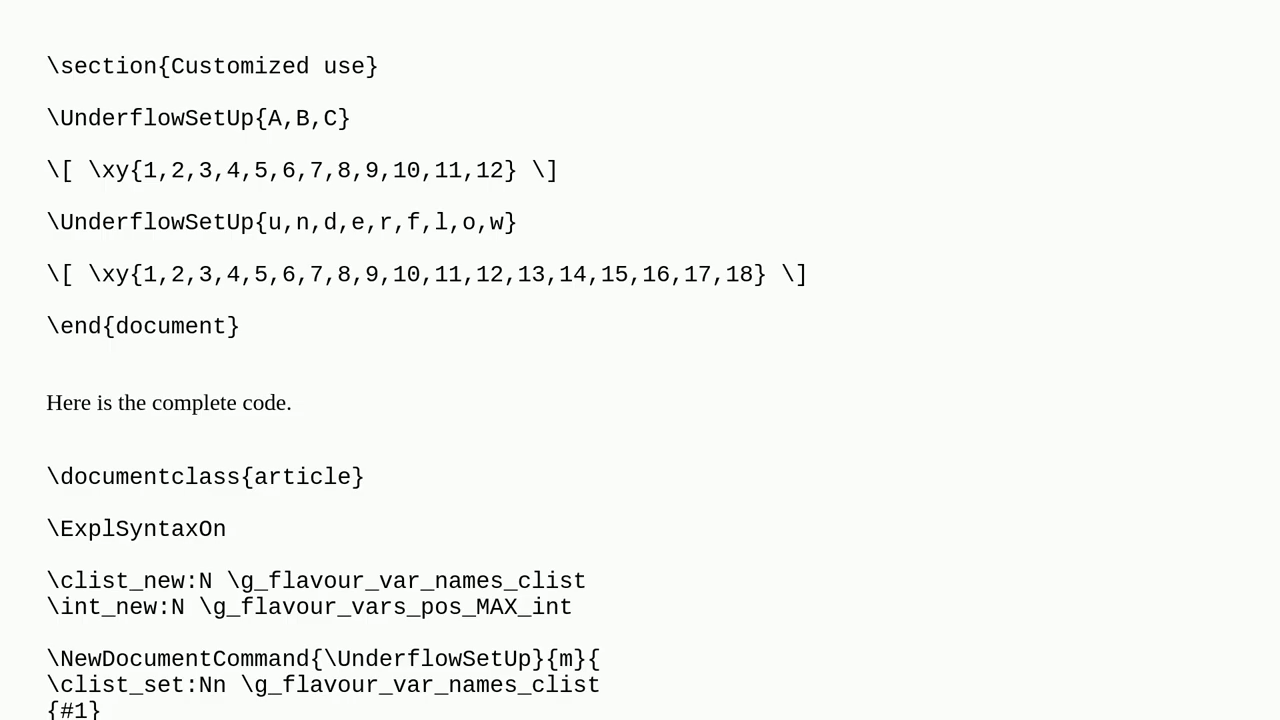 \section{Customized use}
\UnderflowSetUp{A,B,C}
\[ \xy{1,2,3,4,5,6,7,8,9,10,11,12} \]
\UnderflowSetUp{u,n,d,e,r,f,l,o,w}
\[ \xy{1,2,3,4,5,6,7,8,9,10,11,12,13,14,15,16,17,18} \]
\end{document}
Here is the complete code.
\documentclass{article}
\ExplSyntaxOn
\clist_new:N \g_flavour_var_names_clist
\int_new:N \g_flavour_vars_pos_MAX_int
\NewDocumentCommand{\UnderflowSetUp}{m}{
\clist_set:Nn \g_flavour_var_names_clist
{#1}